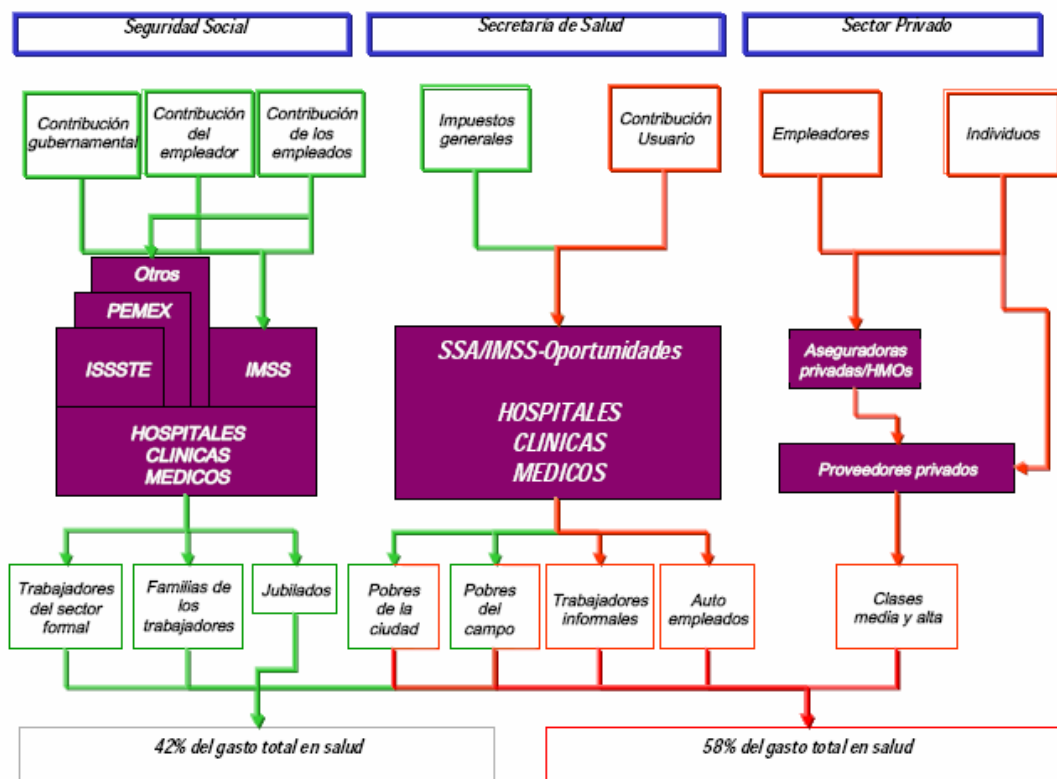 Seguridad Social
Secretaría de Salud
Sector Privado
Contribución
gubernamental
Contribución
del
empleador
Contribución
de los
empleados
Impuestos
generales
Contribución
Usuario
Empleadores
Individuos
Otros
PEMEX
ISSSTE
IMSS
HOSPITALES
CLINICAS
MEDICOS
SSA/IMSS-Oportunidades
HOSPITALES
CLINICAS
MEDICOS
Aseguradoras
privadas/HMOs
Proveedores privados
Trabajadores
del sector
formal
Familias de
los
trabajadores
Jubilados
Pobres
de la
ciudad
Pobres
del
campo
Trabajadores
informales
Auto
empleados
Clases
media y alta
42% del gasto total en salud
58% del gasto total en salud